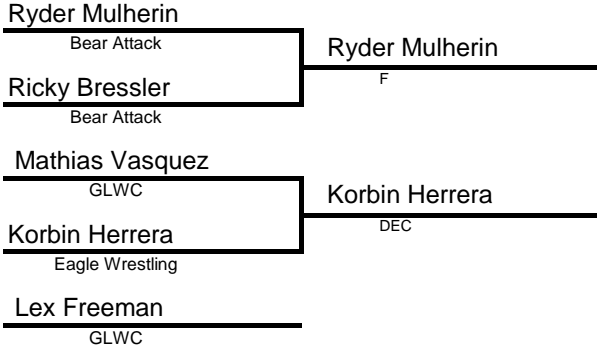 Ryder Mulherin
Bear Attack
Ryder Mulherin
F
Ricky Bressler
Bear Attack
Mathias Vasquez
GLWC
Korbin Herrera
DEC
Korbin Herrera
Eagle Wrestling
Lex Freeman
GLWC